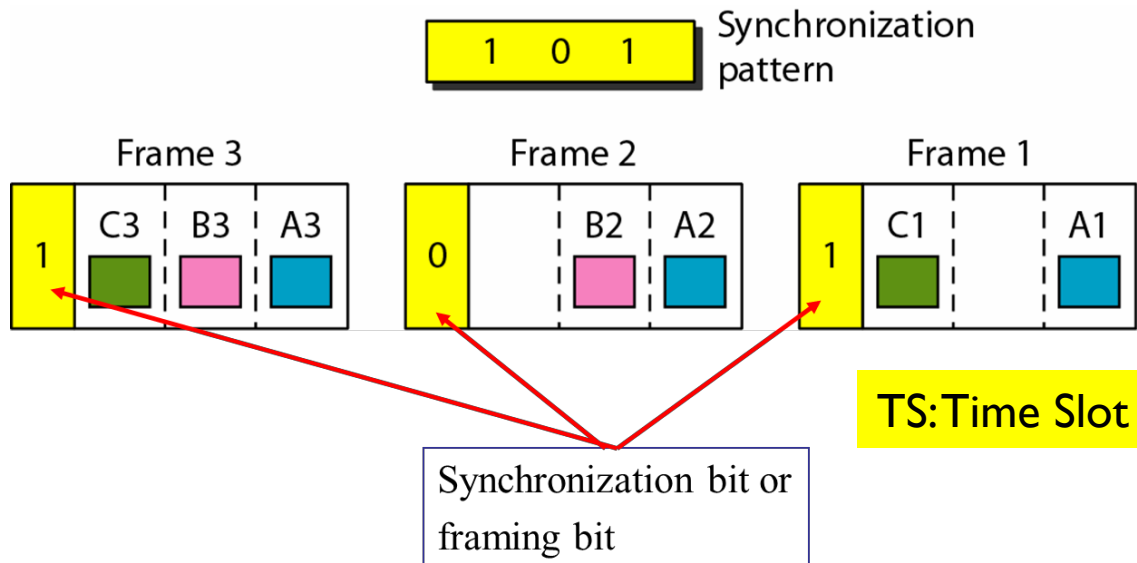 1 0 1
Synchronization
pattern
Frame 3
Frame 2
Frame 1
1
C3
B3
A3
0
B2
A2
1
C1
A1
TS: Time Slot
Synchronization bit or
framing bit